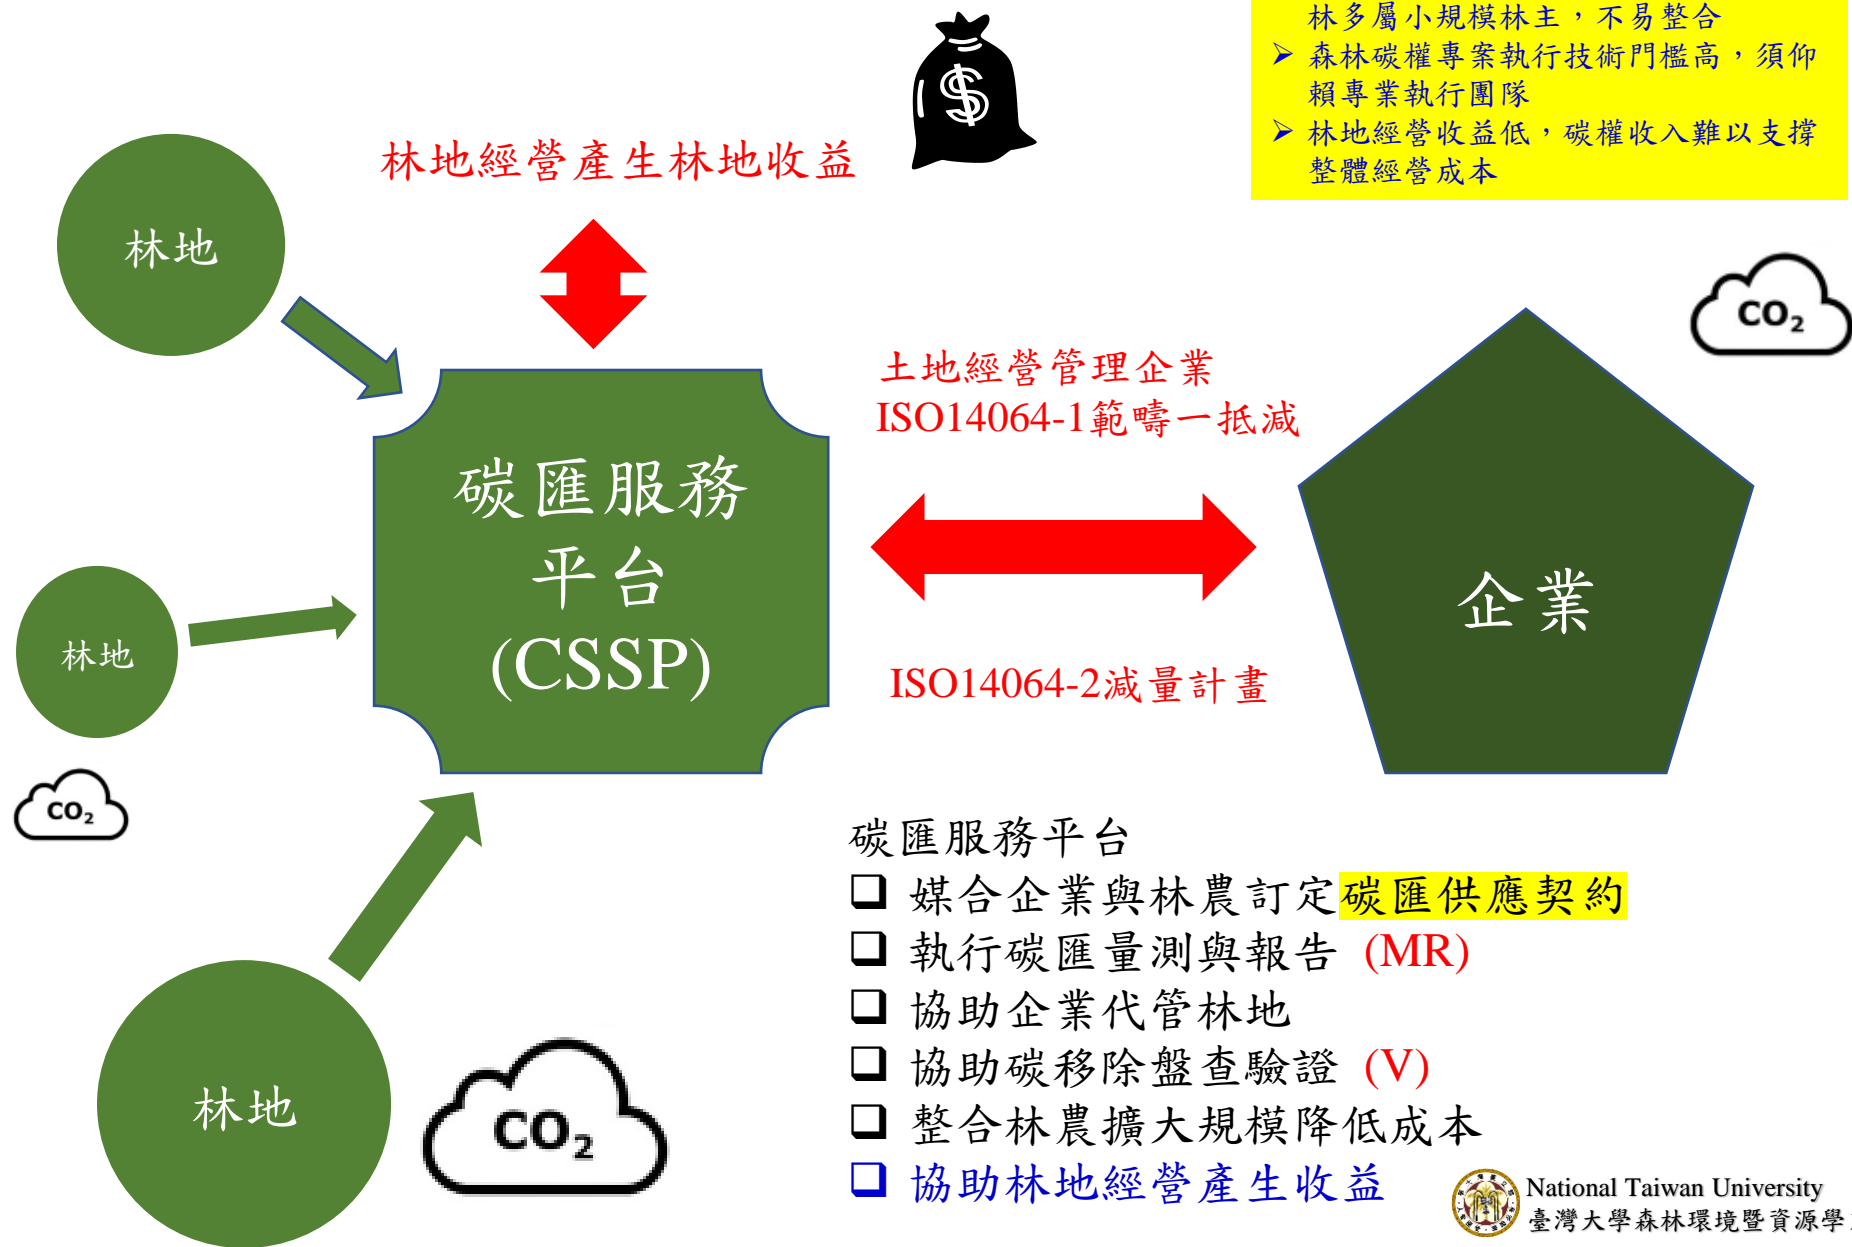 林多屬小規模林主，不易整合
➢ 森林碳權專案執行技術門檻高，須仰
賴專業執行團隊
➢ 林地經營收益低，碳權收入難以支撐
整體經營成本
$
林地經營產生林地收益
林地
CO₂
土地經營管理企業
ISO14064-1範疇一抵減
碳匯服務
平台
(CSSP)
企業
林地
ISO14064-2減量計畫
CO₂
碳匯服務平台
❑ 媒合企業與林農訂定碳匯供應契約
❑ 執行碳匯量測與報告 (MR)
❑ 協助企業代管林地
❑ 協助碳移除盤查驗證 (V)
❑ 整合林農擴大規模降低成本
❑ 協助林地經營產生收益
林地
CO₂
National Taiwan University
臺灣大學森林環境暨資源學